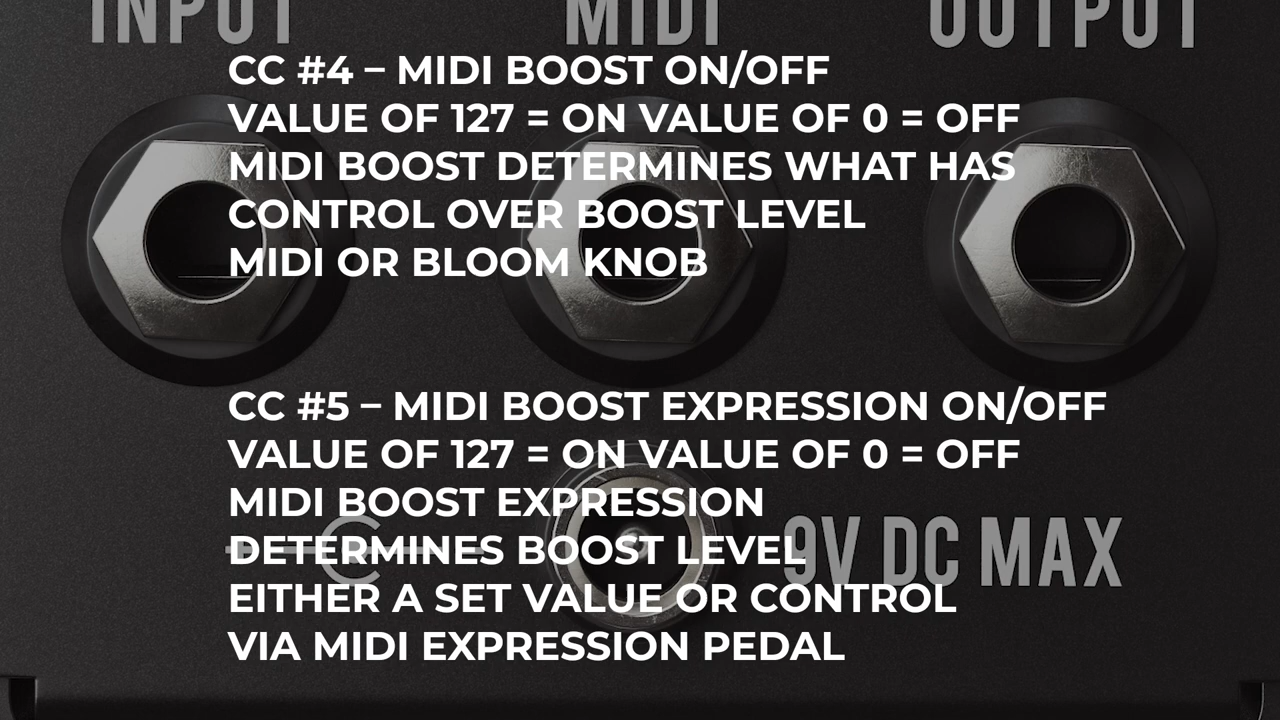 INPUT MIDI OUTPUT
CC #4 – MIDI BOOST ON/OFF
VALUE OF 127 = ON VALUE OF 0 = OFF
MIDI BOOST DETERMINES WHAT HAS
CONTROL OVER BOOST LEVEL
MIDI OR BLOOM KNOB
CC #5 – MIDI BOOST EXPRESSION ON/OFF
VALUE OF 127 = ON VALUE OF 0 = OFF
MIDI BOOST EXPRESSION
DETERMINES BOOST LEVEL
9V DC MAX
EITHER A SET VALUE OR CONTROL
VIA MIDI EXPRESSION PEDAL